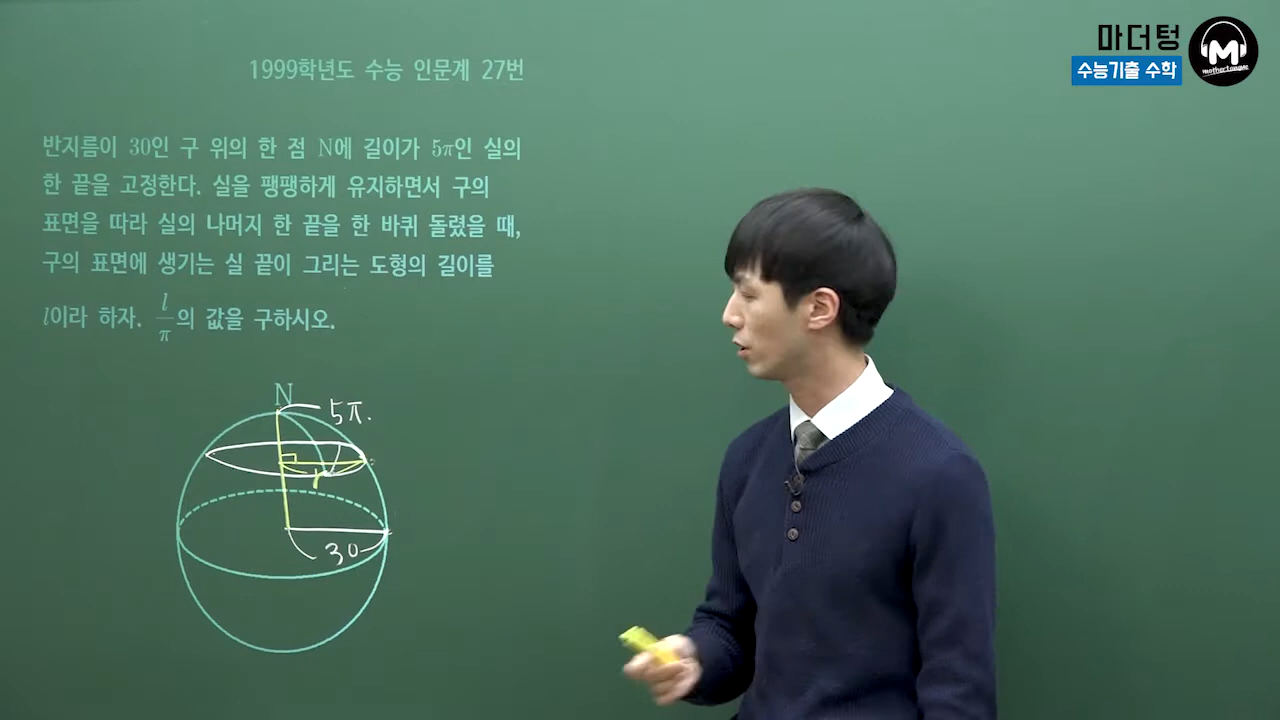 마더텅
수능기출 수학
M
mothertongue
1999학년도 수능 인문계 27번
반지름이 30인 구 위의 한 점 N에 길이가 5π인 실의
한 끝을 고정한다. 실을 팽팽하게 유지하면서 구의
표면을 따라 실의 나머지 한 끝을 한 바퀴 돌렸을 때,
구의 표면에 생기는 실 끝이 그리는 도형의 길이를
l이라 하자. l/π의 값을 구하시오.
N
5π.
r
30